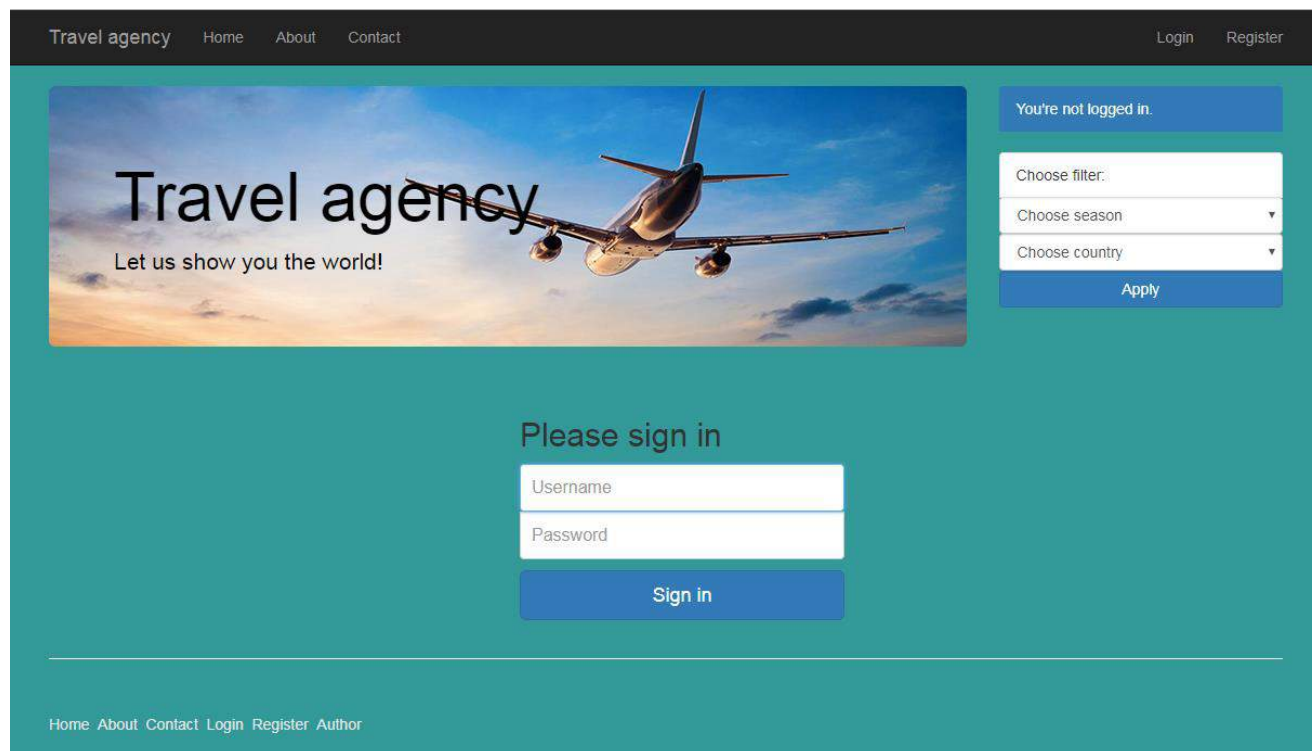 Travel agency Home About Contact Login Register
Travel agency
Let us show you the world!
You're not logged in.
Choose filter:
Choose season
Choose country
Apply
Please sign in
Username
Password
Sign in
Home About Contact Login Register Author